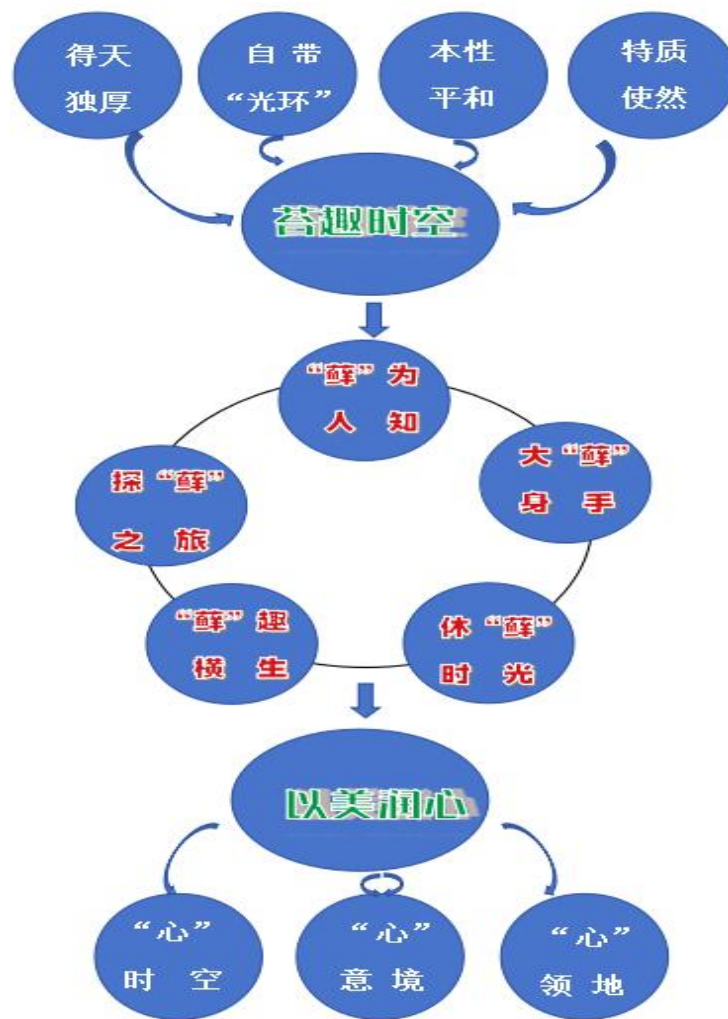 得天
独厚
自 带
“光环”
本性
平和
特质
使然
苔趣时空
“藓” 为
人 知
大 “藓”
身 手
休 “藓”
时 光
“藓” 趣
横 生
探 “藓”
之 旅
以美润心
“心”
时 空
“心”
意 境
“心”
领 地